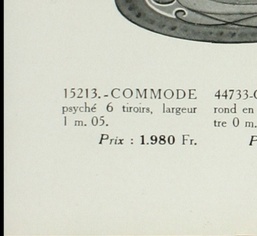 15213.-COMMODE
psyché 6 tiroirs, largeur
1 m. 05.
Prix : 1.980 Fr.
44733-
rond en
tre 0 m.